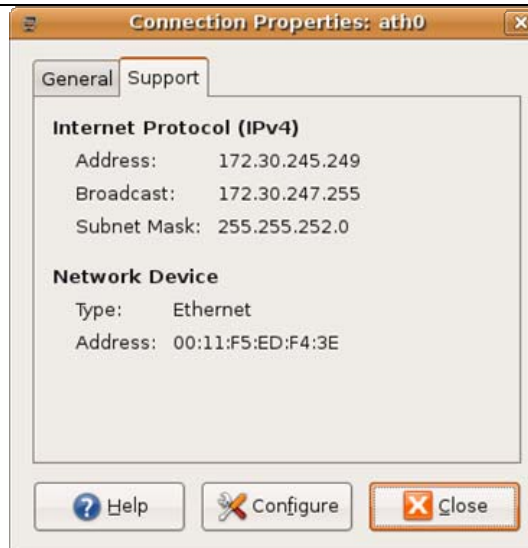 Connection Properties: ath0
General Support
Internet Protocol (IPv4)
Address: 172.30.245.249
Broadcast: 172.30.247.255
Subnet Mask: 255.255.252.0
Network Device
Type: Ethernet
Address: 00:11:F5:ED:F4:3E
Help Configure Close